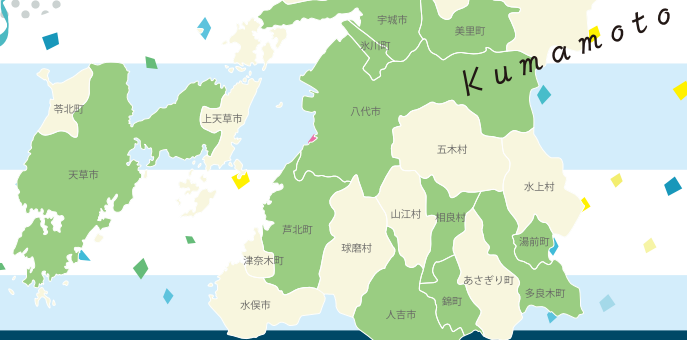 宇城市
美里町
氷川町
Kumamoto
苓北町
上天草市
八代市
五木村
天草市
水上村
山江村
相良村
芦北町
湯前町
球磨村
津奈木町
あさぎり町
多良木町
水俣市
錦町
人吉市